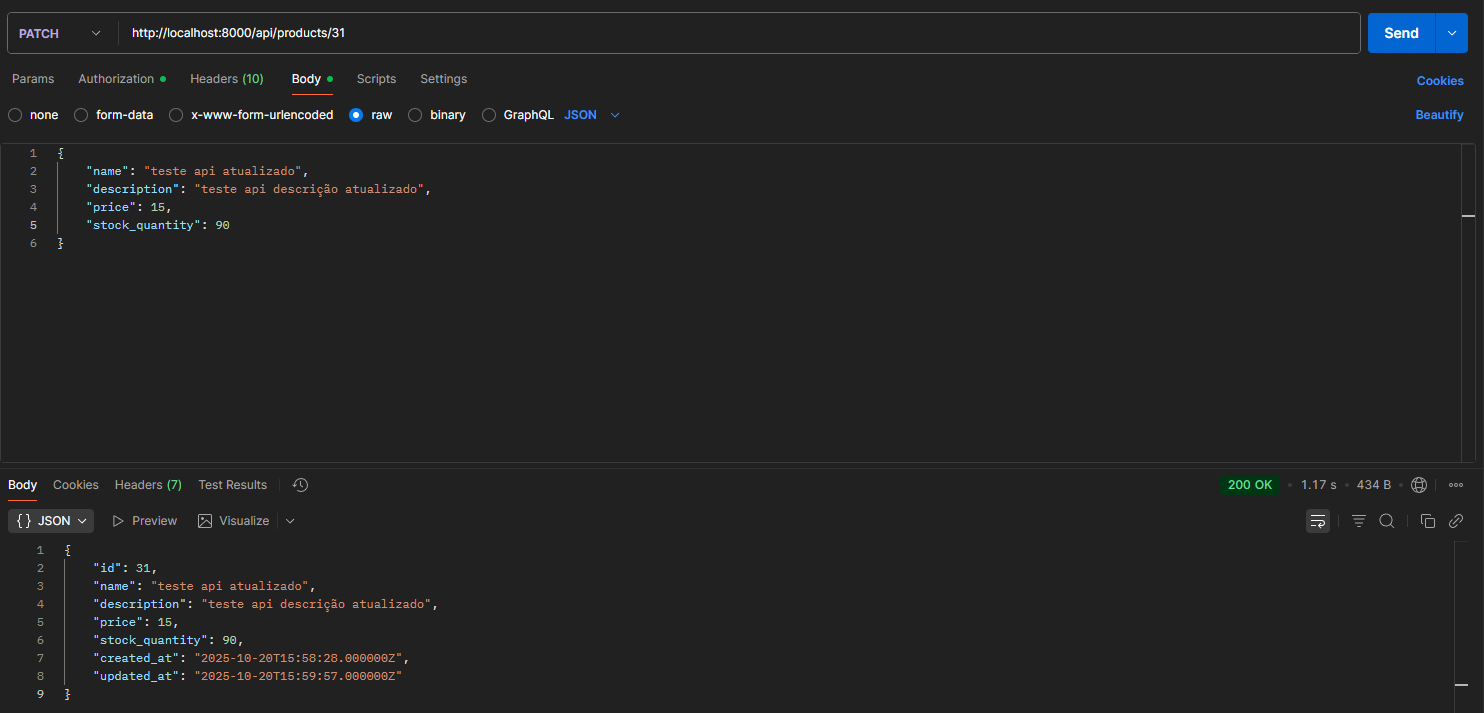 PATCH http://localhost:8000/api/products/31 Send
Params Authorization Headers (10) Body Scripts Settings Cookies
none form-data x-www-form-urlencoded raw binary GraphQL JSON Beautify
1 {
2 "name": "teste api atualizado",
3 "description": "teste api descrição atualizado",
4 "price": 15,
5 "stock_quantity": 90
6 }
Body Cookies Headers (7) Test Results 200 OK • 1.17 s • 434 B •
{} JSON Preview Visualize
1 {
2 "id": 31,
3 "name": "teste api atualizado",
4 "description": "teste api descrição atualizado",
5 "price": 15,
6 "stock_quantity": 90,
7 "created_at": "2025-10-20T15:58:28.000000Z",
8 "updated_at": "2025-10-20T15:59:57.000000Z"
9 }